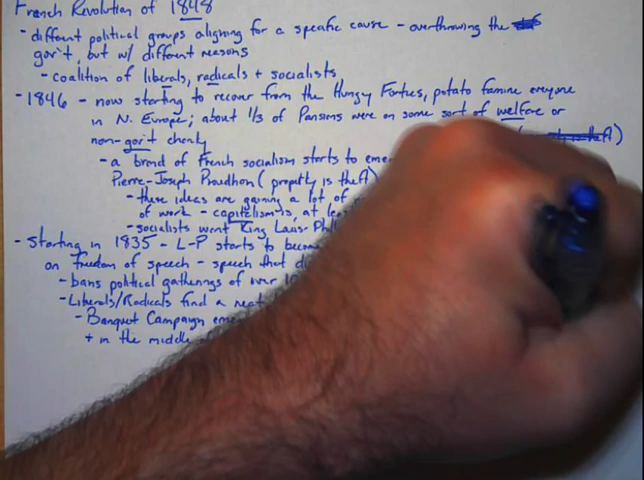 French Revolution of 1848
- different political groups aligning for a specific cause - overthrowing the
gov't, but w/ different reasons
- coalition of liberals, radicals + socialists
- 1846 - now starting to recover from the Hungry Forties, potato famine everyone
in N. Europe; about 1/3 of Parisians were on some sort of welfare or
non-gov't charity
- a brand of French socialism starts to eme
Pierre-Joseph Proudhon (property is theft)
- these ideas are gaining a lot of
of work - capitalism is, at lea
- socialists want King Louis-Phil
- Starting in 1835 - L-P starts to become
on freedom of speech - speech that di
- bans political gatherings of over
- Liberals/Radicals find a neat
- Banquet Campaign eme
+ in the middle